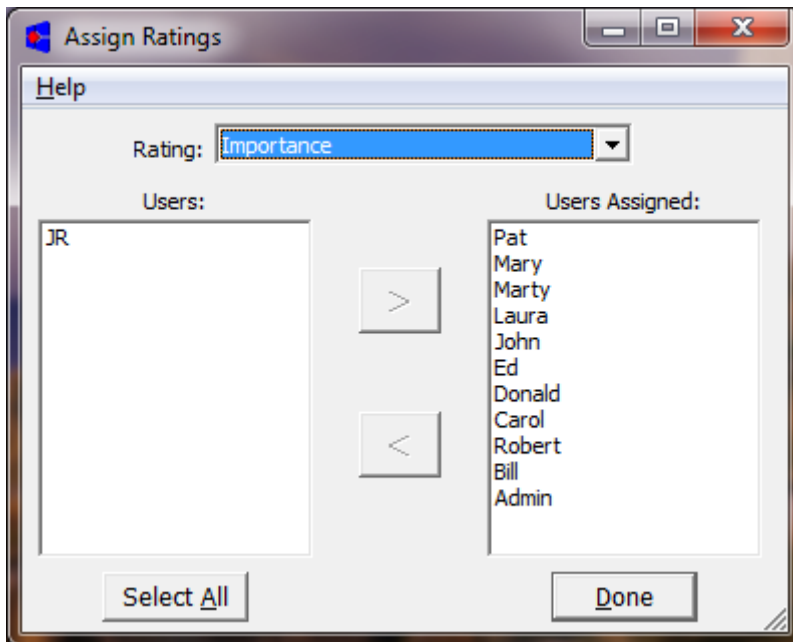 Assign Ratings
Help
Rating: Importance
Users:
JR
>
<
Select All
Users Assigned:
Pat
Mary
Marty
Laura
John
Ed
Donald
Carol
Robert
Bill
Admin
Done